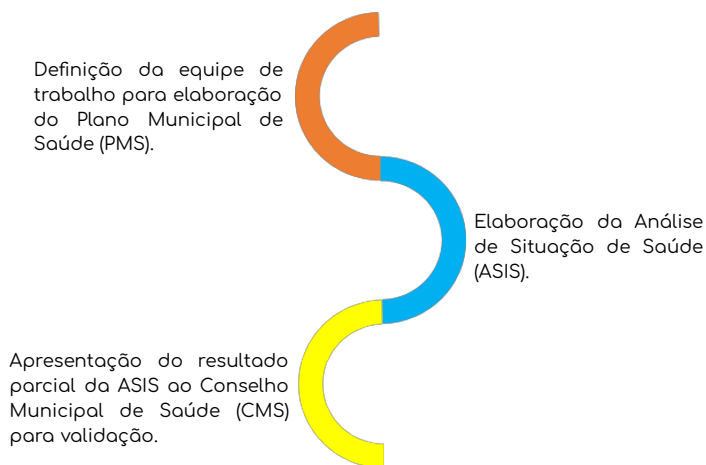 Definição da equipe de
trabalho para elaboração
do Plano Municipal de
Saúde (PMS).
Elaboração da Análise
de Situação de Saúde
(ASIS).
Apresentação do resultado
parcial da ASIS ao Conselho
Municipal de Saúde (CMS)
para validação.